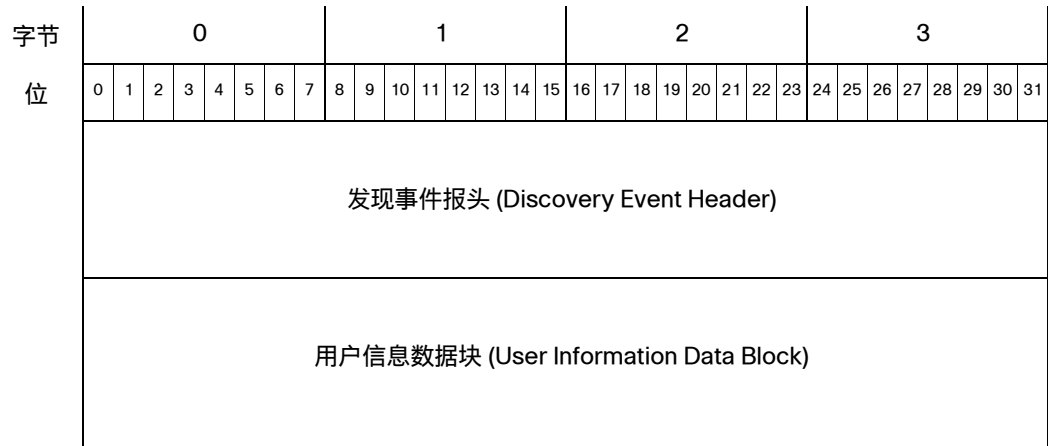 字节 0 1 2 3
位 0 1 2 3 4 5 6 7 8 9 10 11 12 13 14 15 16 17 18 19 20 21 22 23 24 25 26 27 28 29 30 31
发现事件报头 (Discovery Event Header)
用户信息数据块 (User Information Data Block)